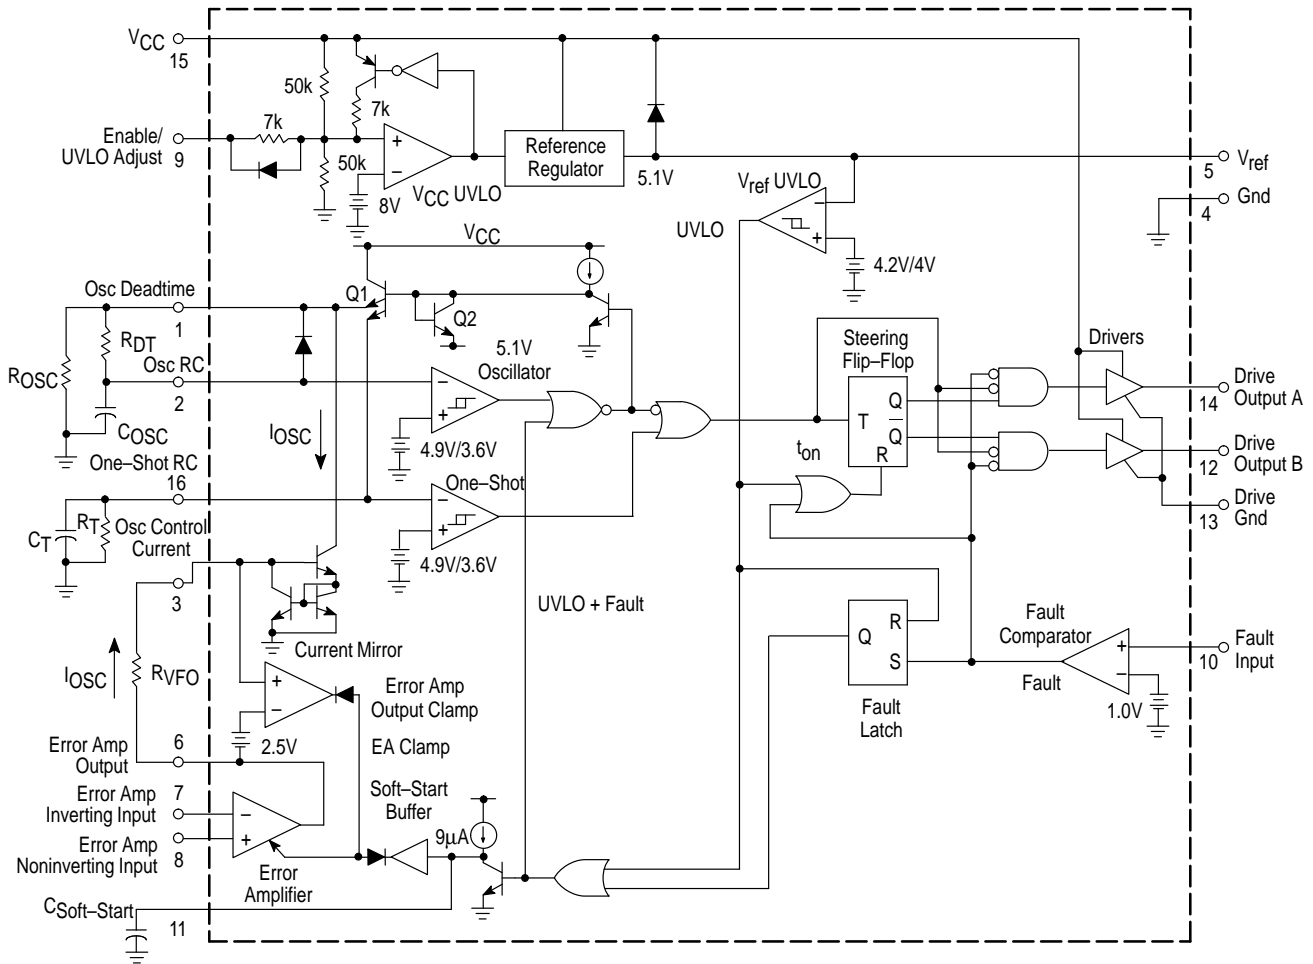 VCC
15
50k
7k
7k
Enable/
UVLO Adjust
9
50k
+
–
8V
VCC UVLO
Reference
Regulator
5.1V
Vref
5
Gnd
4
Vref UVLO
–
+
UVLO
4.2V/4V
VCC
Osc Deadtime
1
Q1
Q2
RDT
ROSC
Osc RC
2
COSC
IOSC
5.1V
Oscillator
–
+
4.9V/3.6V
Steering
Flip–Flop
T
Q
Q
R
ton
Drivers
Drive
Output A
14
Drive
Output B
12
Drive
Gnd
13
One–Shot RC
16
RT
CT
One–Shot
–
+
4.9V/3.6V
Osc Control
Current
3
Current Mirror
UVLO + Fault
R
Q
S
Fault
Latch
Fault
Comparator
Fault
+
–
1.0V
Fault
Input
10
IOSC
RVFO
+
–
2.5V
Error Amp
Output Clamp
EA Clamp
Error Amp
Output
6
Error Amp
Inverting Input
7
Error Amp
Noninverting Input
8
–
+
Error
Amplifier
Soft–Start
Buffer
9µA
CSoft–Start
11